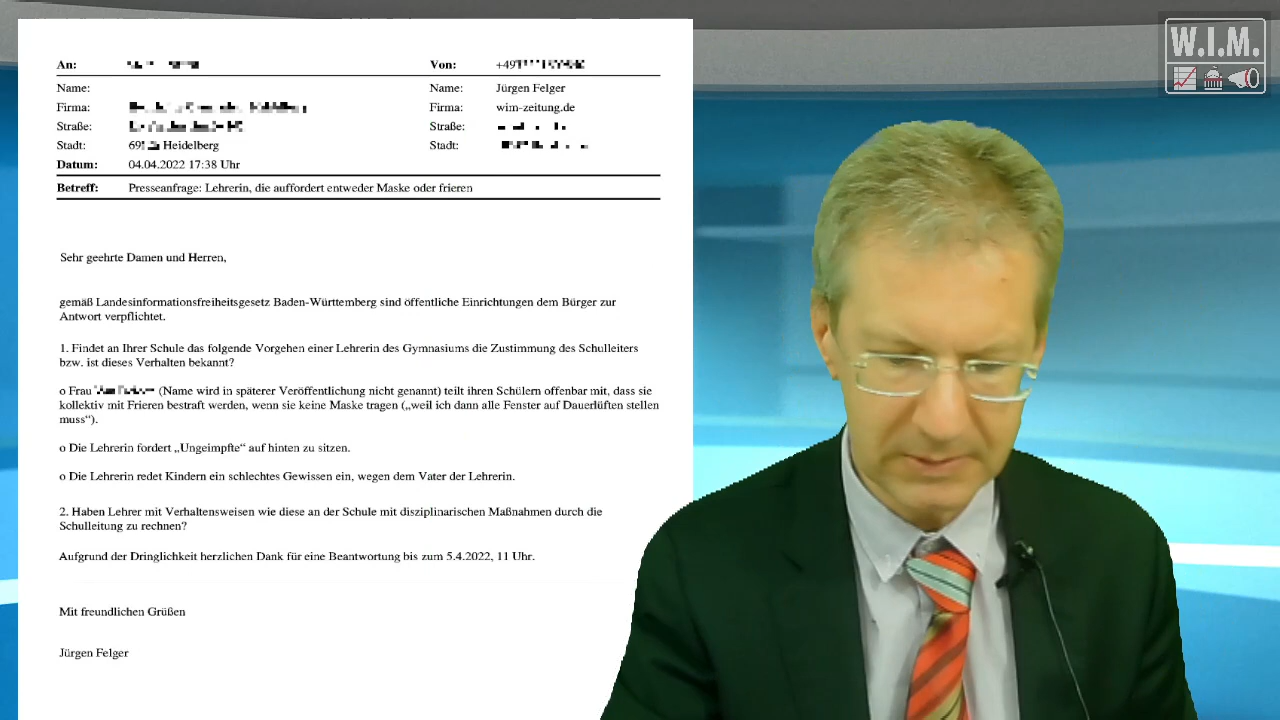 W.I.M.
An: Von: +49
Name: Name: Jürgen Felger
Firma: Firma: wim-zeitung.de
Straße: Straße:
Stadt: 69 Heidelberg Stadt:
Datum: 04.04.2022 17:38 Uhr
Betreff: Presseanfrage: Lehrerin, die auffordert entweder Maske oder frieren
Sehr geehrte Damen und Herren,
gemäß Landesinformationsfreiheitsgesetz Baden-Württemberg sind öffentliche Einrichtungen dem Bürger zur
Antwort verpflichtet.
1. Findet an Ihrer Schule das folgende Vorgehen einer Lehrerin des Gymnasiums die Zustimmung des Schulleiters
bzw. ist dieses Verhalten bekannt?
o Frau (Name wird in späterer Veröffentlichung nicht genannt) teilt ihren Schülern offenbar mit, dass sie
kollektiv mit Frieren bestraft werden, wenn sie keine Maske tragen („weil ich dann alle Fenster auf Dauerlüften stellen
muss“).
o Die Lehrerin fordert „Ungeimpfte“ auf hinten zu sitzen.
o Die Lehrerin redet Kindern ein schlechtes Gewissen ein, wegen dem Vater der Lehrerin.
2. Haben Lehrer mit Verhaltensweisen wie diese an der Schule mit disziplinarischen Maßnahmen durch die
Schulleitung zu rechnen?
Aufgrund der Dringlichkeit herzlichen Dank für eine Beantwortung bis zum 5.4.2022, 11 Uhr.
Mit freundlichen Grüßen
Jürgen Felger